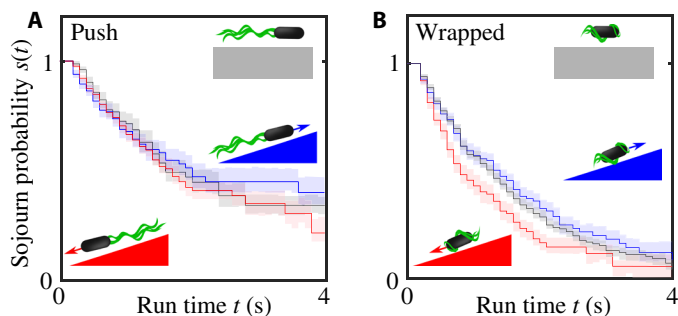 A
Push
Sojourn probability s(t)
1
0
0
4
Run time t (s)
B
Wrapped
1
0
0
4
Run time t (s)